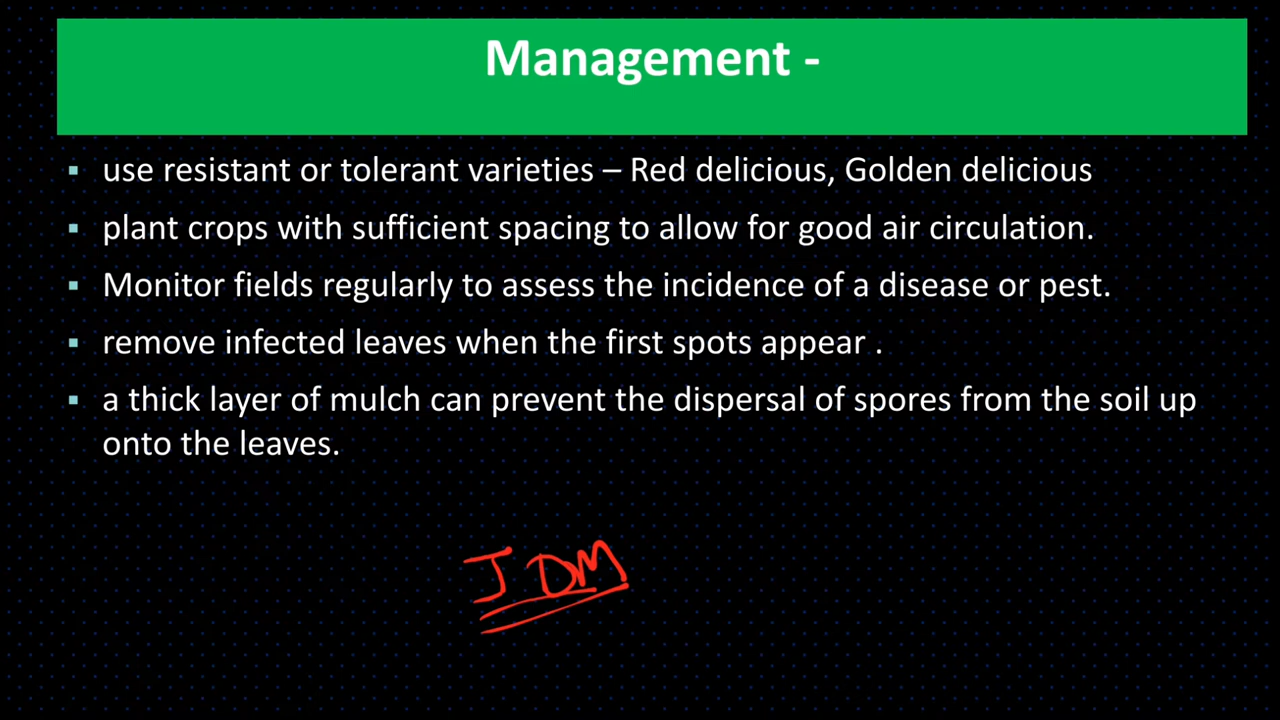 Management -
▪ use resistant or tolerant varieties – Red delicious, Golden delicious
▪ plant crops with sufficient spacing to allow for good air circulation.
▪ Monitor fields regularly to assess the incidence of a disease or pest.
▪ remove infected leaves when the first spots appear .
▪ a thick layer of mulch can prevent the dispersal of spores from the soil up
onto the leaves.
IDM